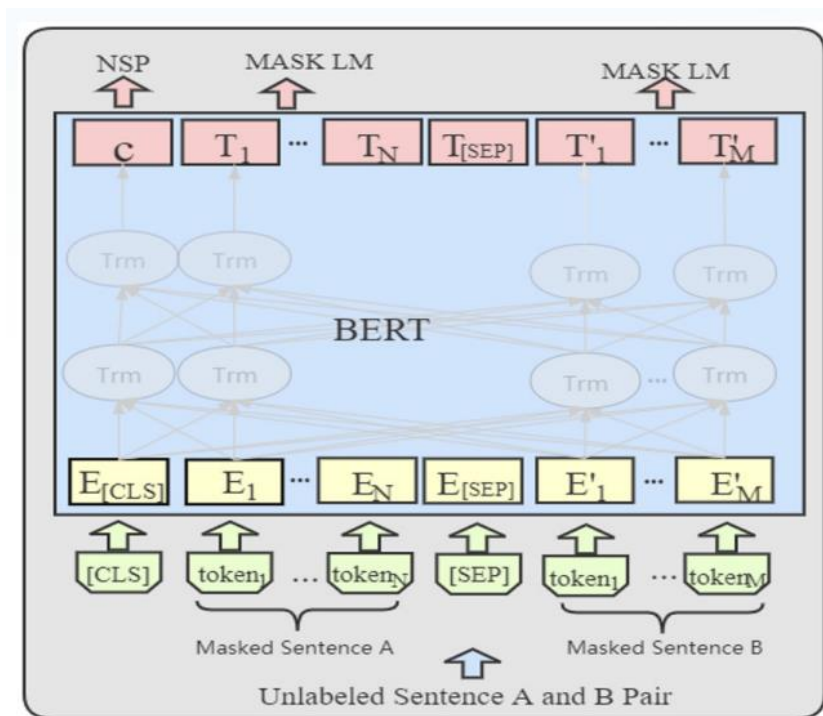 NSP MASK LM MASK LM
C T1 ... TN T[SEP] T'1 ... T'M
Trm Trm Trm Trm
BERT
Trm Trm Trm ... Trm
E[CLS] E1 ... EN E[SEP] E'1 ... E'M
[CLS] token1 ... tokenN [SEP] token1 ... tokenM
Masked Sentence A Masked Sentence B
Unlabeled Sentence A and B Pair